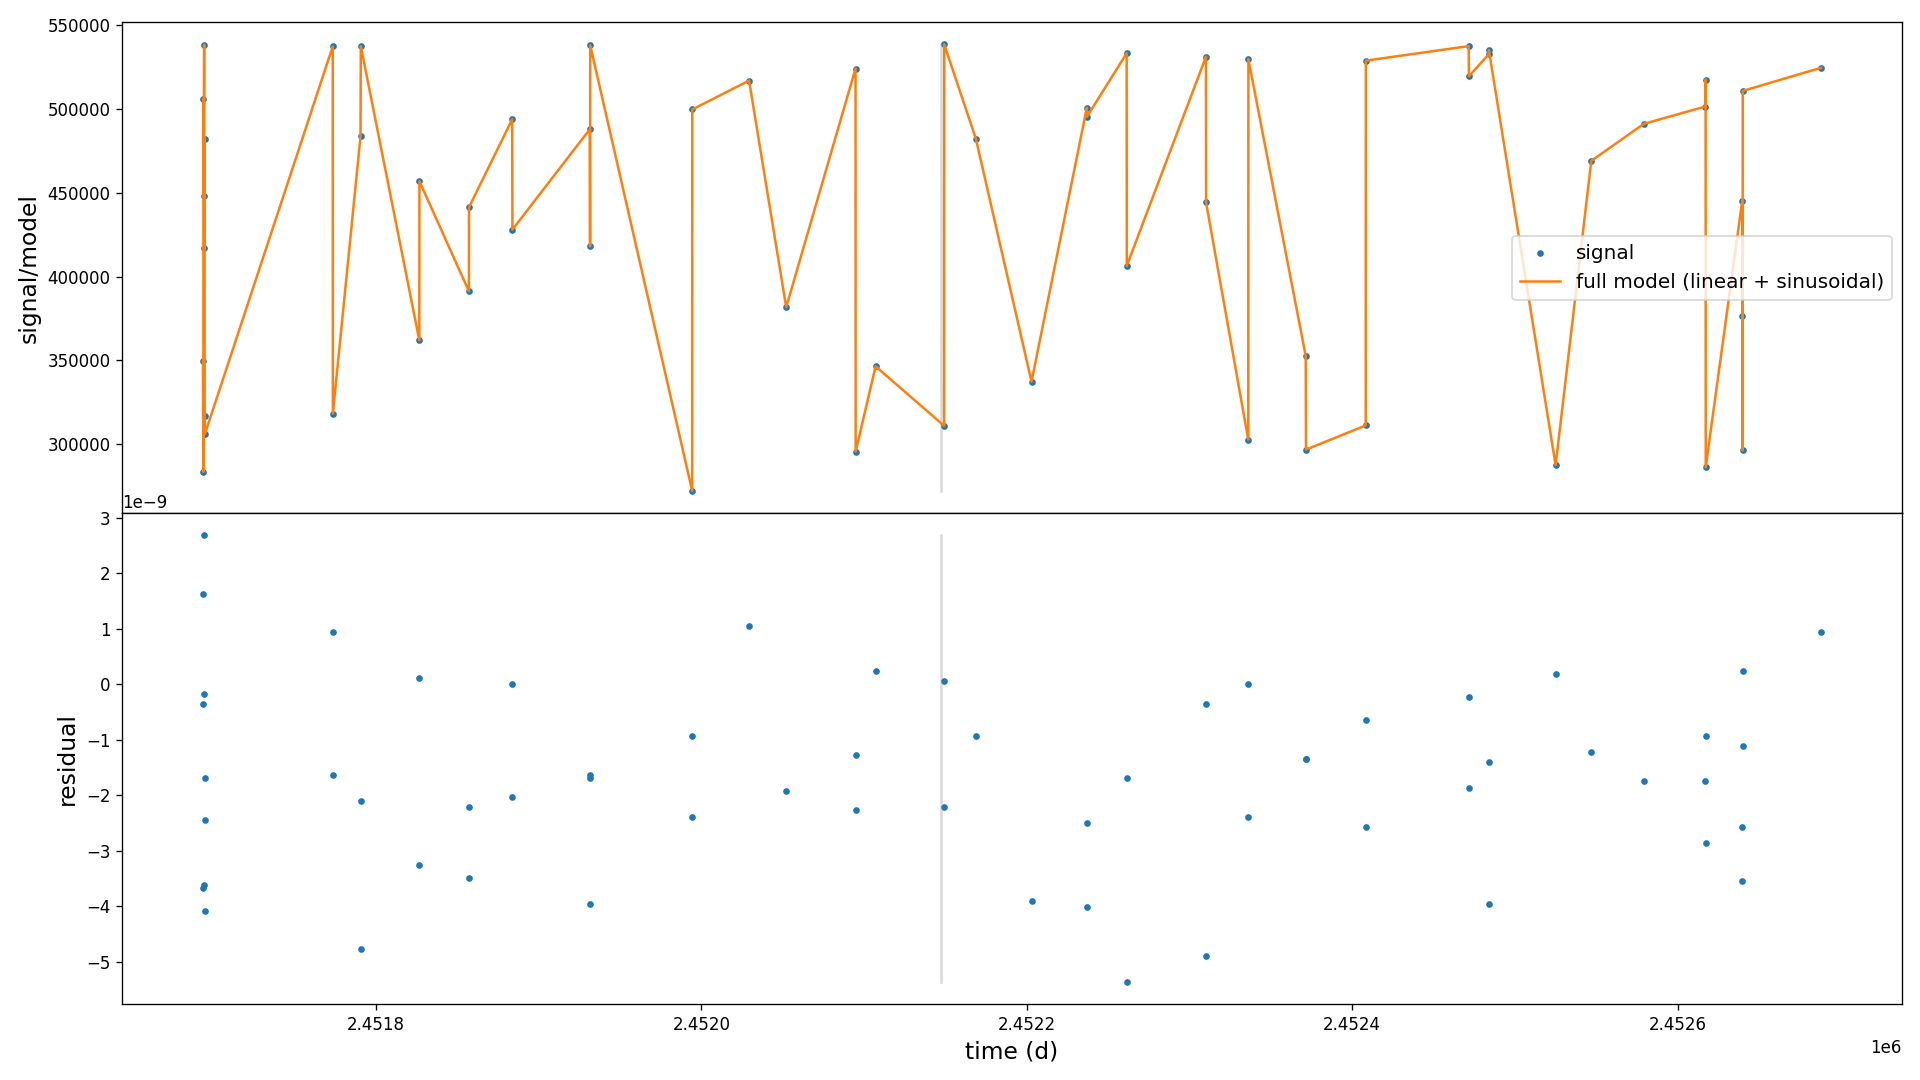 550000
500000
450000
400000
350000
300000
signal/model
signal
full model (linear + sinusoidal)
1e−9
3
2
1
0
−1
−2
−3
−4
−5
residual
2.4518
2.4520
2.4522
2.4524
2.4526
time (d)
1e6